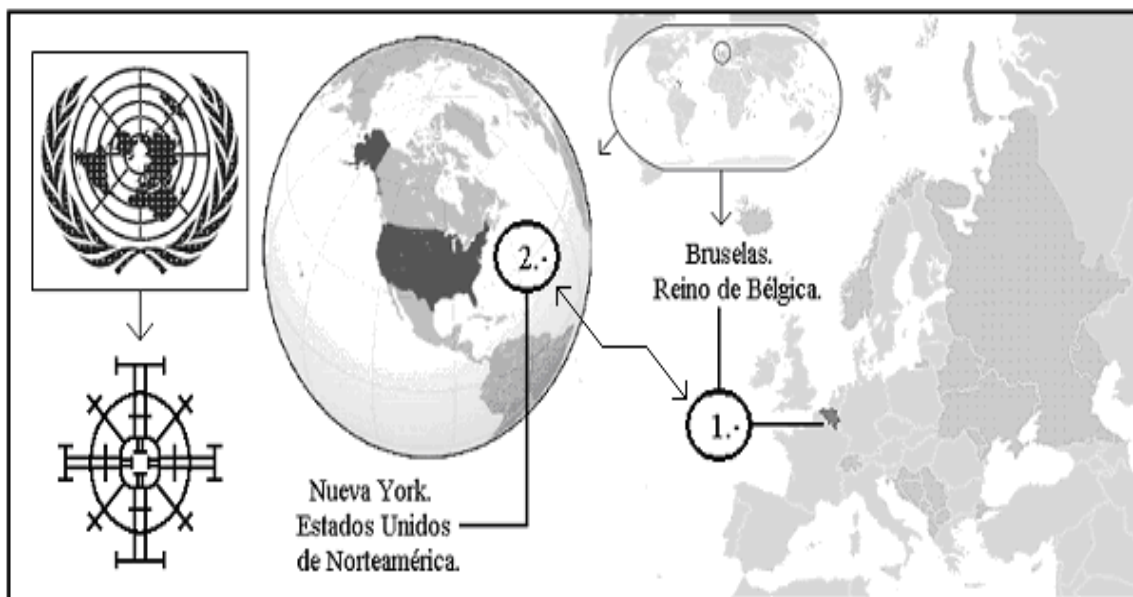 2.·
Bruselas.
Reino de Bélgica.
1.·
Nueva York.
Estados Unidos
de Norteamérica.